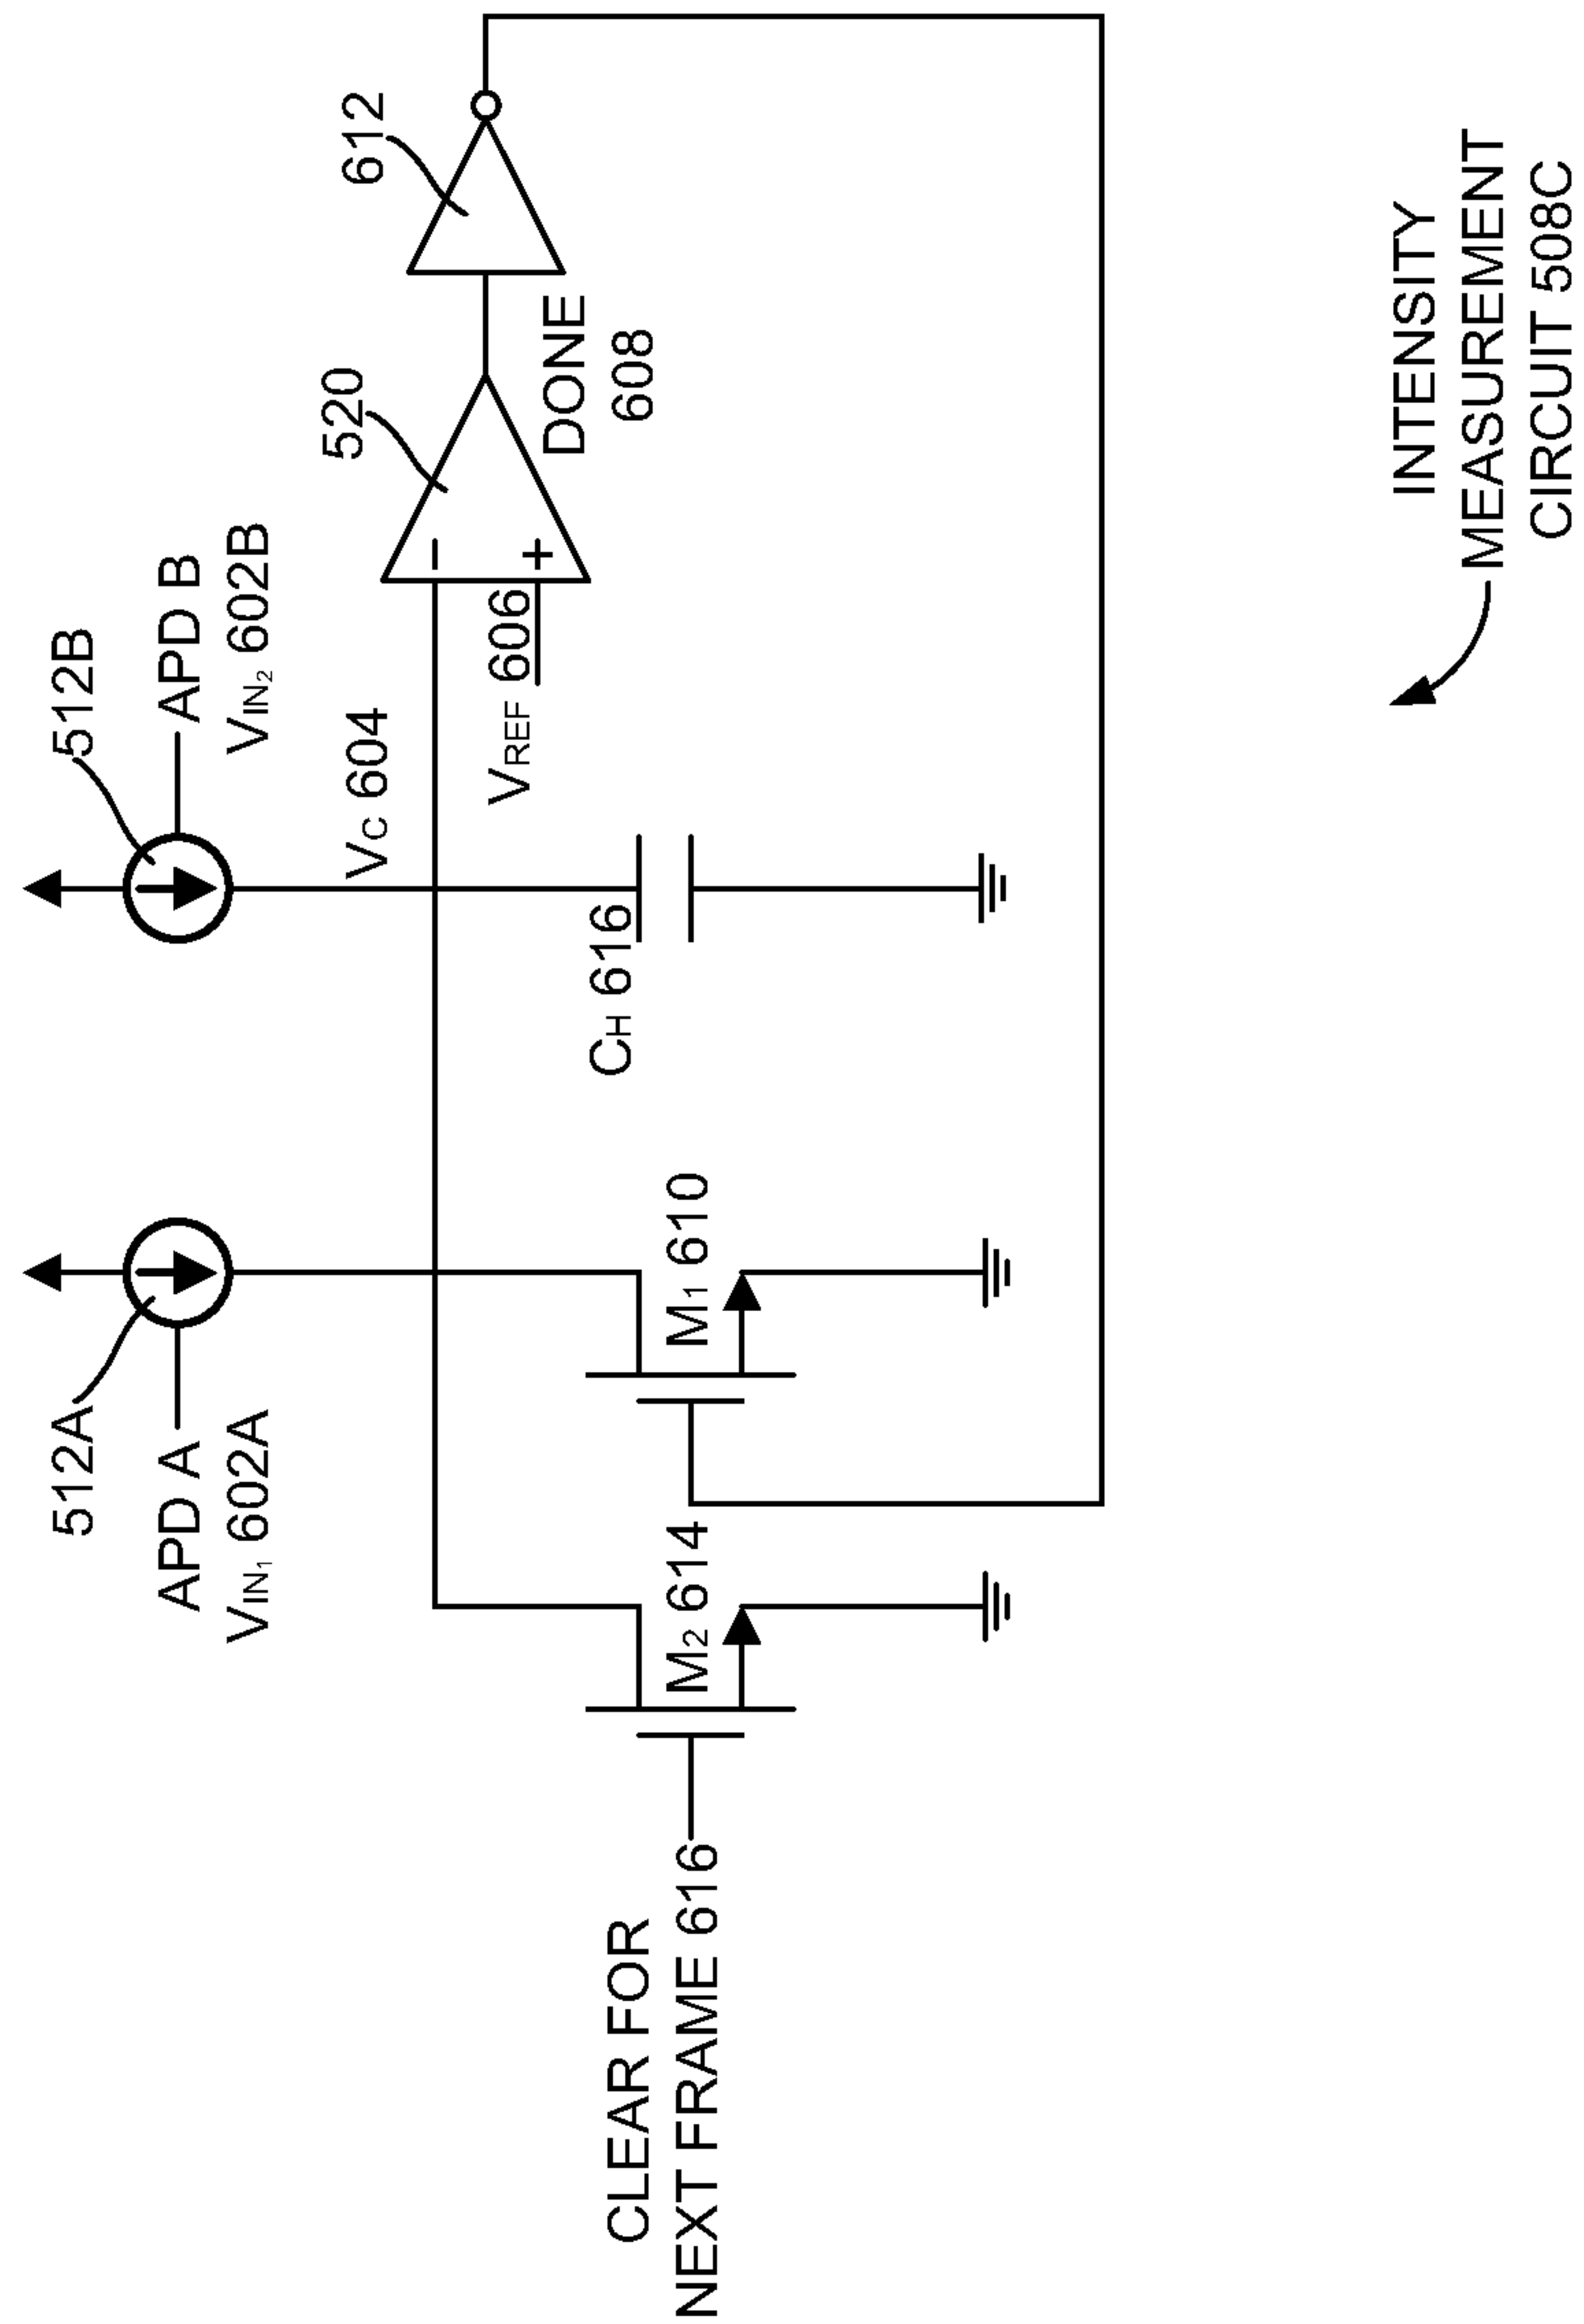 512A
APD A
VIN1 602A
512B
APD B
VIN2 602B
VC 604
520
612
VREF 606
DONE
608
CLEAR FOR
NEXT FRAME 616
M2 614
M1 610
CH 616
-
+
INTENSITY
MEASUREMENT
CIRCUIT 508C